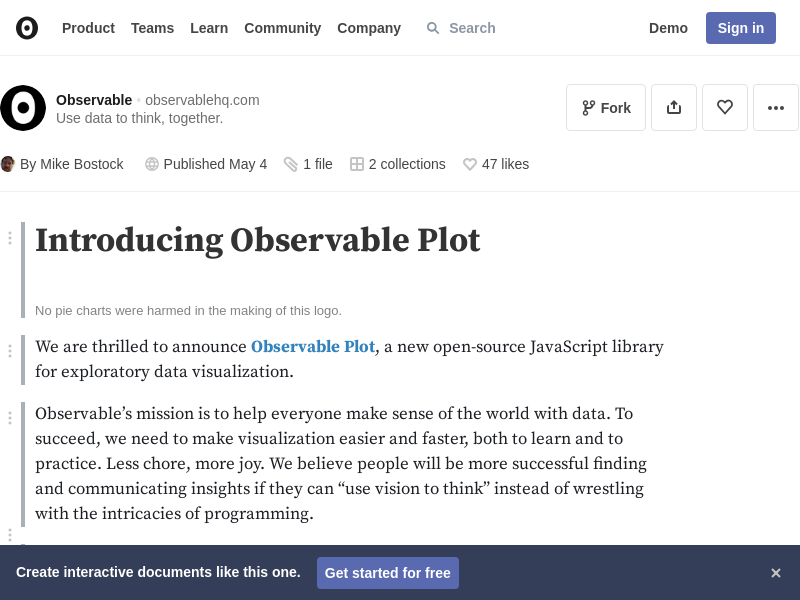 Product Teams Learn Community Company Search Demo Sign in
Observable • observablehq.com
Use data to think, together.
Fork
By Mike Bostock Published May 4 1 file 2 collections 47 likes
Introducing Observable Plot
No pie charts were harmed in the making of this logo.
We are thrilled to announce Observable Plot, a new open-source JavaScript library
for exploratory data visualization.
Observable’s mission is to help everyone make sense of the world with data. To
succeed, we need to make visualization easier and faster, both to learn and to
practice. Less chore, more joy. We believe people will be more successful finding
and communicating insights if they can “use vision to think” instead of wrestling
with the intricacies of programming.
Create interactive documents like this one. Get started for free